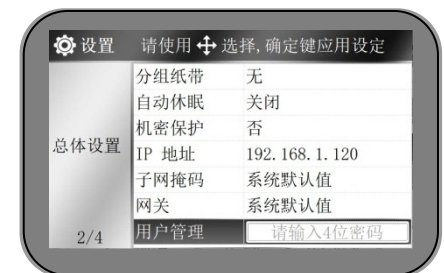 设置 请使用 选择,确定键应用设定
分组纸带 无
自动休眠 关闭
机密保护 否
总体设置
IP 地址 192.168.1.120
子网掩码 系统默认值
网关 系统默认值
2/4
用户管理 请输入4位密码